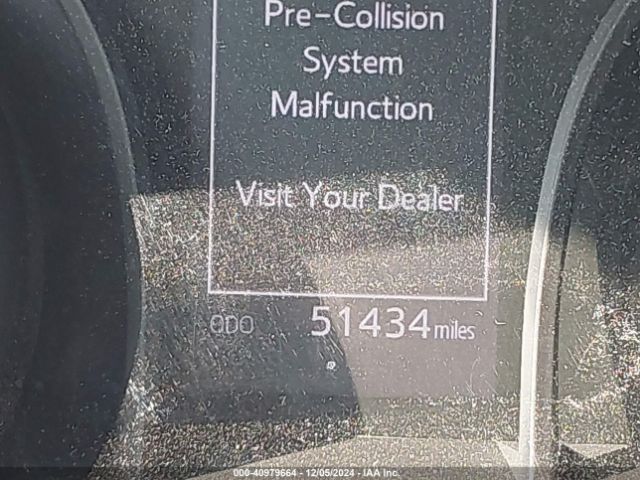 Pre-Collision
System
Malfunction
Visit Your Dealer
ODO 51434 miles
000-40979664 - 12/05/2024 - IAA Inc.